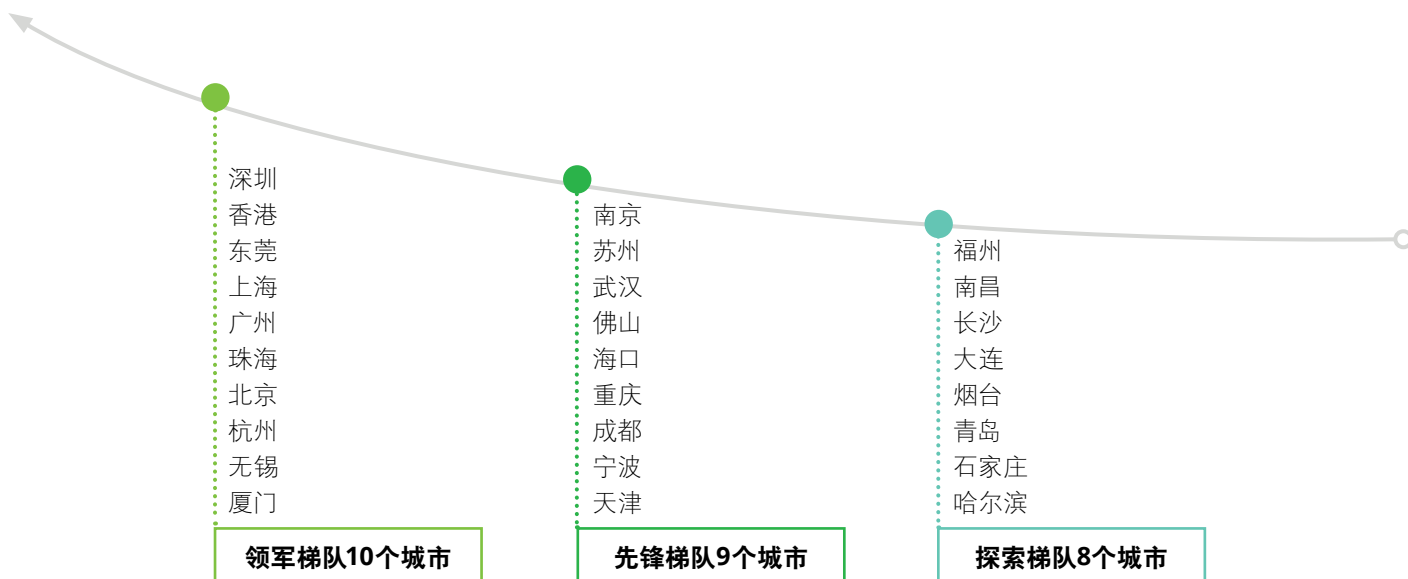 深圳
香港
东莞
上海
广州
珠海
北京
杭州
无锡
厦门
领军梯队10个城市
南京
苏州
武汉
佛山
海口
重庆
成都
宁波
天津
先锋梯队9个城市
福州
南昌
长沙
大连
烟台
青岛
石家庄
哈尔滨
探索梯队8个城市